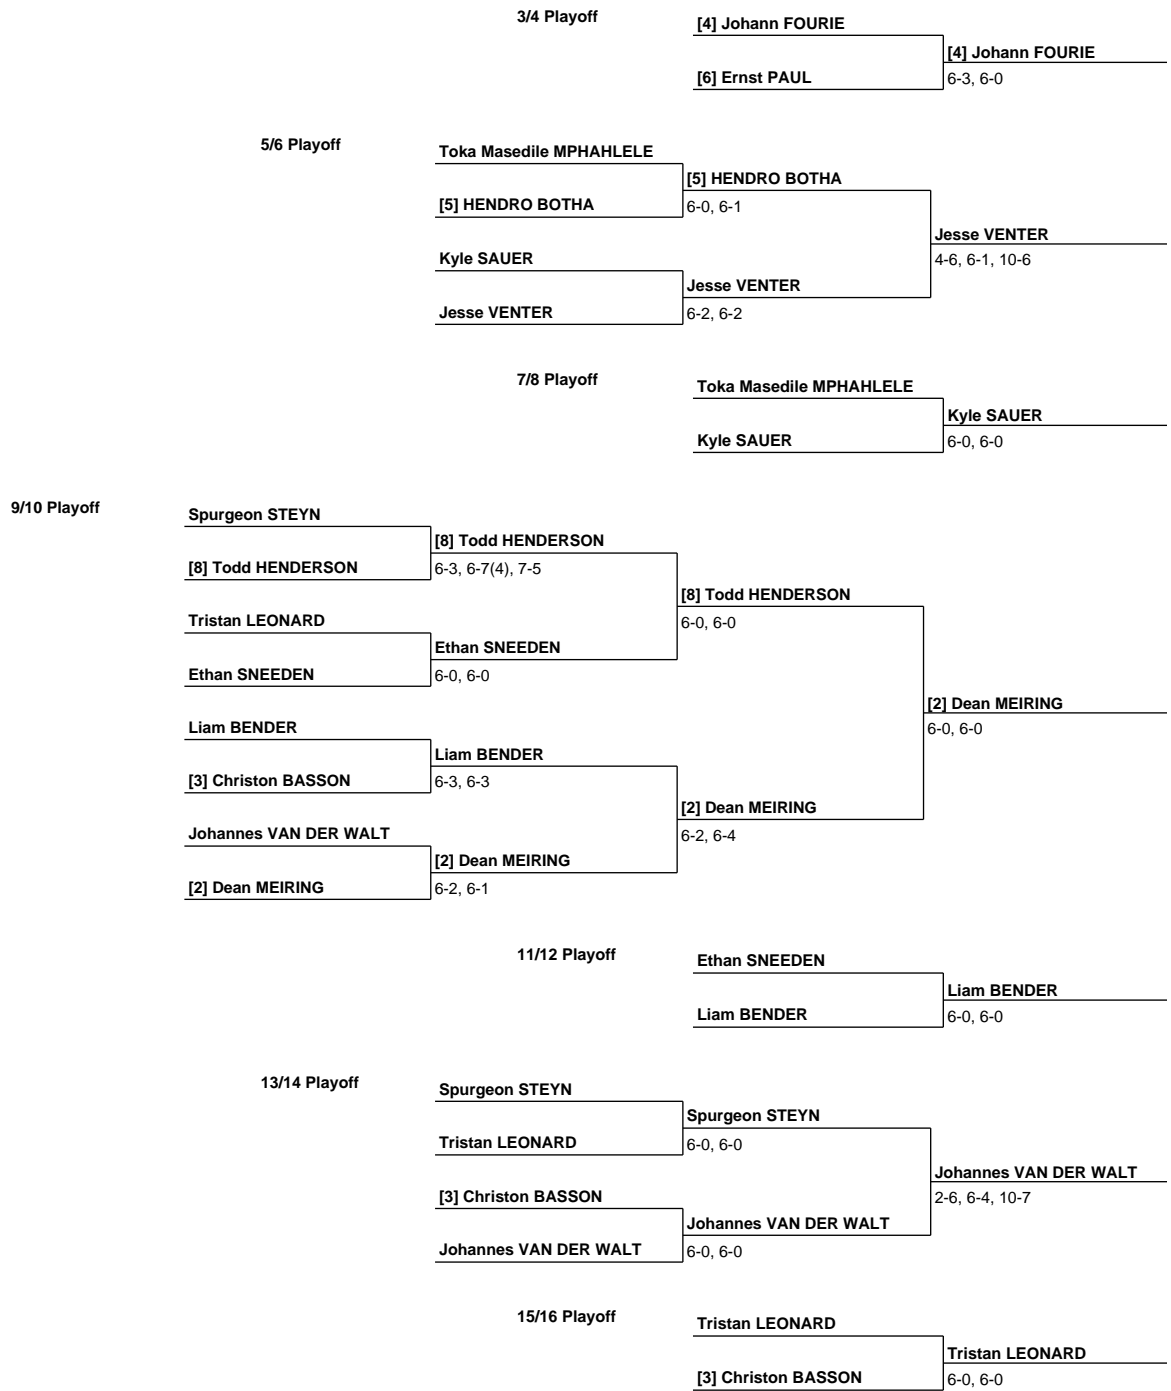 3/4 Playoff
[4] Johann FOURIE
[4] Johann FOURIE
[6] Ernst PAUL
6-3, 6-0
5/6 Playoff
Toka Masedile MPHAHLELE
[5] HENDRO BOTHA
[5] HENDRO BOTHA
6-0, 6-1
Jesse VENTER
Kyle SAUER
4-6, 6-1, 10-6
Jesse VENTER
Jesse VENTER
6-2, 6-2
7/8 Playoff
Toka Masedile MPHAHLELE
Kyle SAUER
Kyle SAUER
6-0, 6-0
9/10 Playoff
Spurgeon STEYN
[8] Todd HENDERSON
[8] Todd HENDERSON
6-3, 6-7(4), 7-5
[8] Todd HENDERSON
Tristan LEONARD
6-0, 6-0
Ethan SNEEDEN
Ethan SNEEDEN
6-0, 6-0
[2] Dean MEIRING
Liam BENDER
6-0, 6-0
Liam BENDER
[3] Christon BASSON
6-3, 6-3
[2] Dean MEIRING
Johannes VAN DER WALT
6-2, 6-4
[2] Dean MEIRING
[2] Dean MEIRING
6-2, 6-1
11/12 Playoff
Ethan SNEEDEN
Liam BENDER
Liam BENDER
6-0, 6-0
13/14 Playoff
Spurgeon STEYN
Spurgeon STEYN
Tristan LEONARD
6-0, 6-0
Johannes VAN DER WALT
[3] Christon BASSON
2-6, 6-4, 10-7
Johannes VAN DER WALT
Johannes VAN DER WALT
6-0, 6-0
15/16 Playoff
Tristan LEONARD
Tristan LEONARD
[3] Christon BASSON
6-0, 6-0